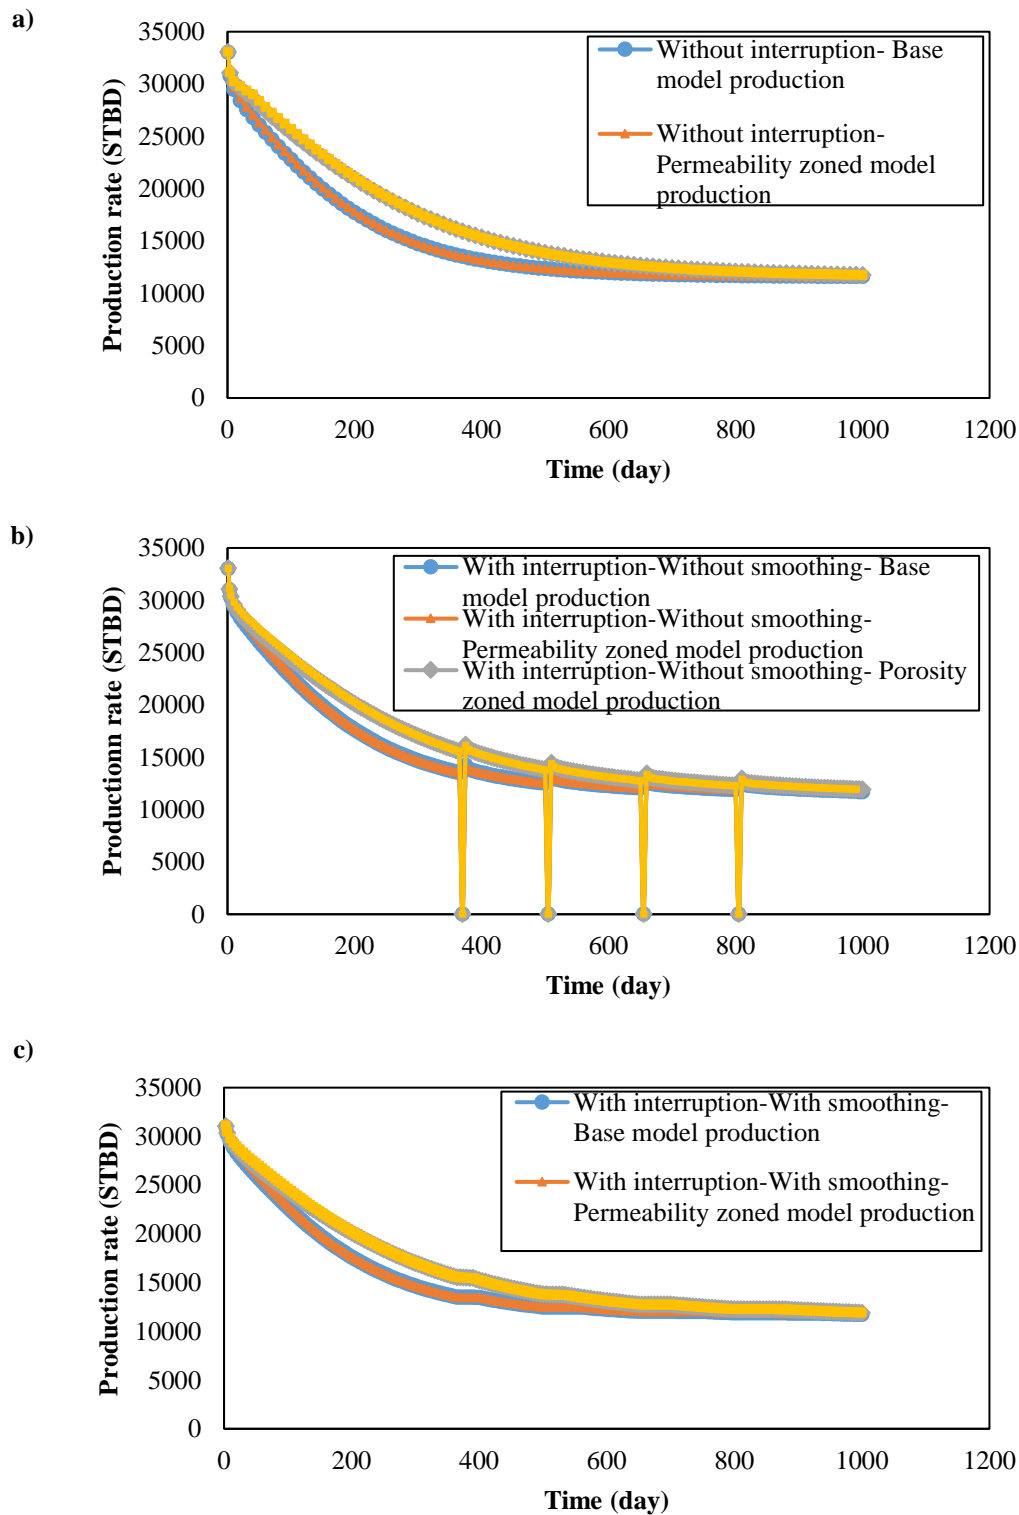 a)
35000
30000
25000
20000
15000
10000
5000
0
Production rate (STBD)
Without interruption- Base
model production
Without interruption-
Permeability zoned model
production
0 200 400 600 800 1000 1200
Time (day)
b)
35000
30000
25000
20000
15000
10000
5000
0
Productionn rate (STBD)
With interruption-Without smoothing- Base
model production
With interruption-Without smoothing-
Permeability zoned model production
With interruption-Without smoothing- Porosity
zoned model production
0 200 400 600 800 1000 1200
Time (day)
c)
35000
30000
25000
20000
15000
10000
5000
0
Production rate (STBD)
With interruption-With smoothing-
Base model production
With interruption-With smoothing-
Permeability zoned model production
0 200 400 600 800 1000 1200
Time (day)